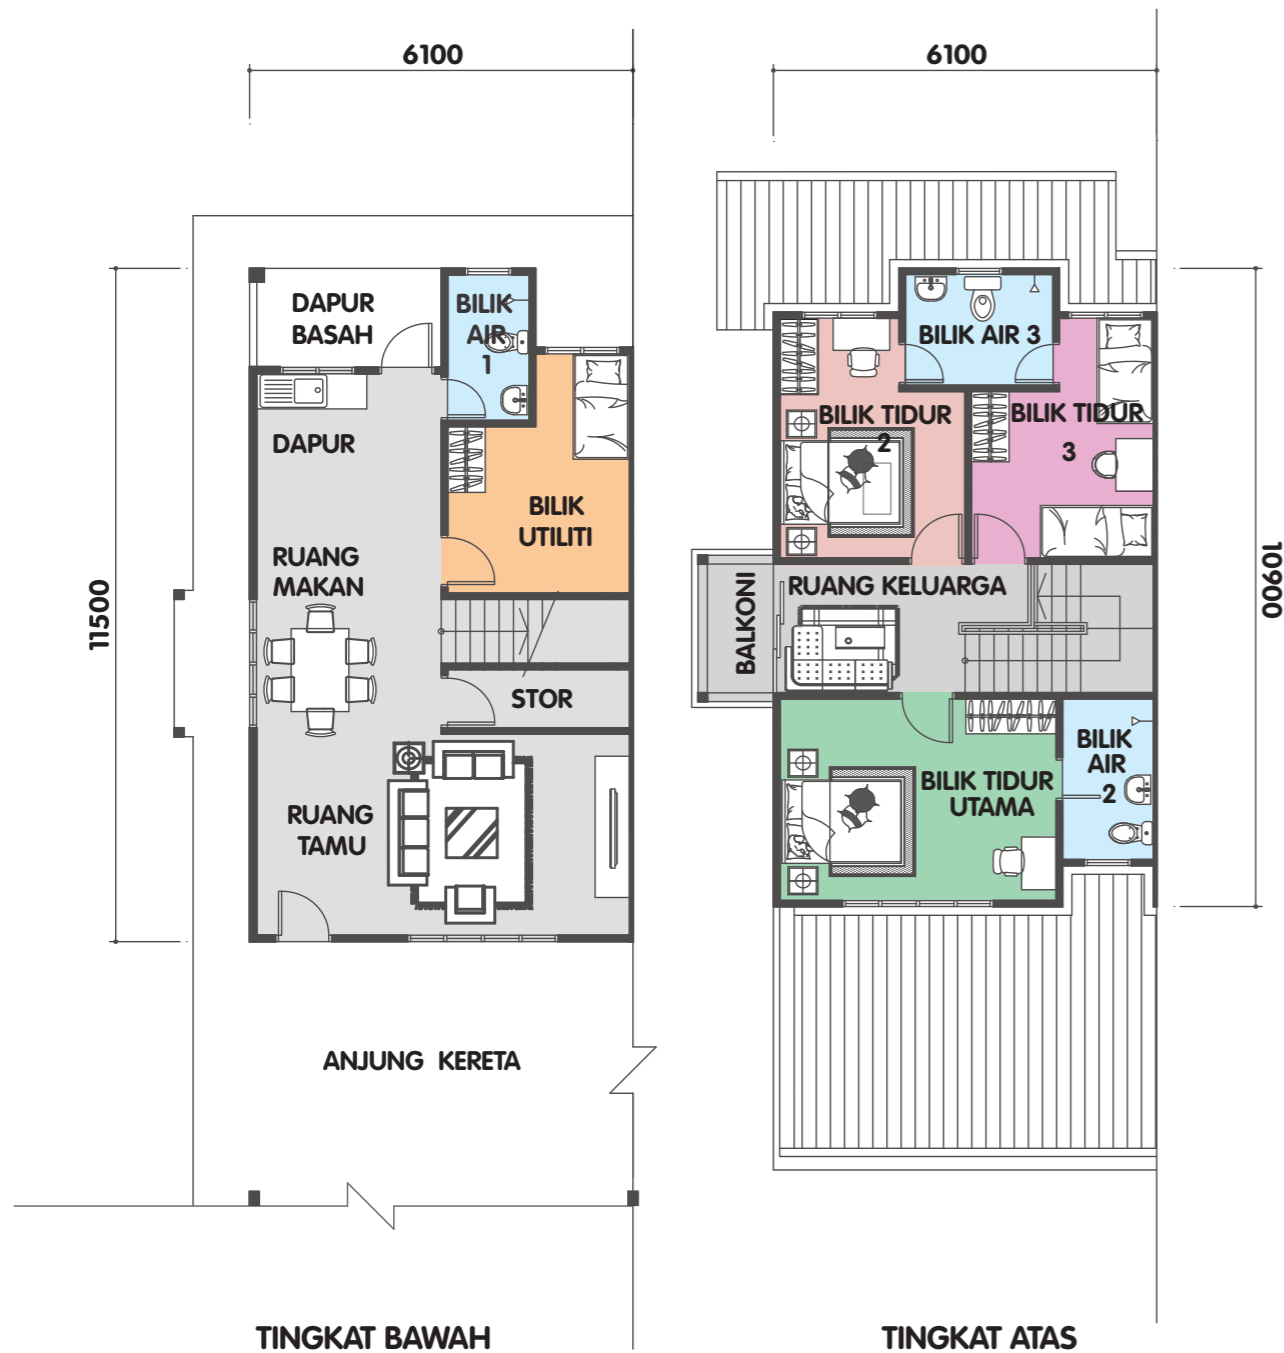 6100
11500
DAPUR
BASAH
BILIK
AIR
1
DAPUR
BILIK
UTILITI
RUANG
MAKAN
STOR
RUANG
TAMU
ANJUNG KERETA
TINGKAT BAWAH
6100
10900
BILIK AIR 3
BILIK TIDUR
2
BILIK TIDUR
3
BALKONI
RUANG KELUARGA
BILIK
AIR
2
BILIK TIDUR
UTAMA
TINGKAT ATAS